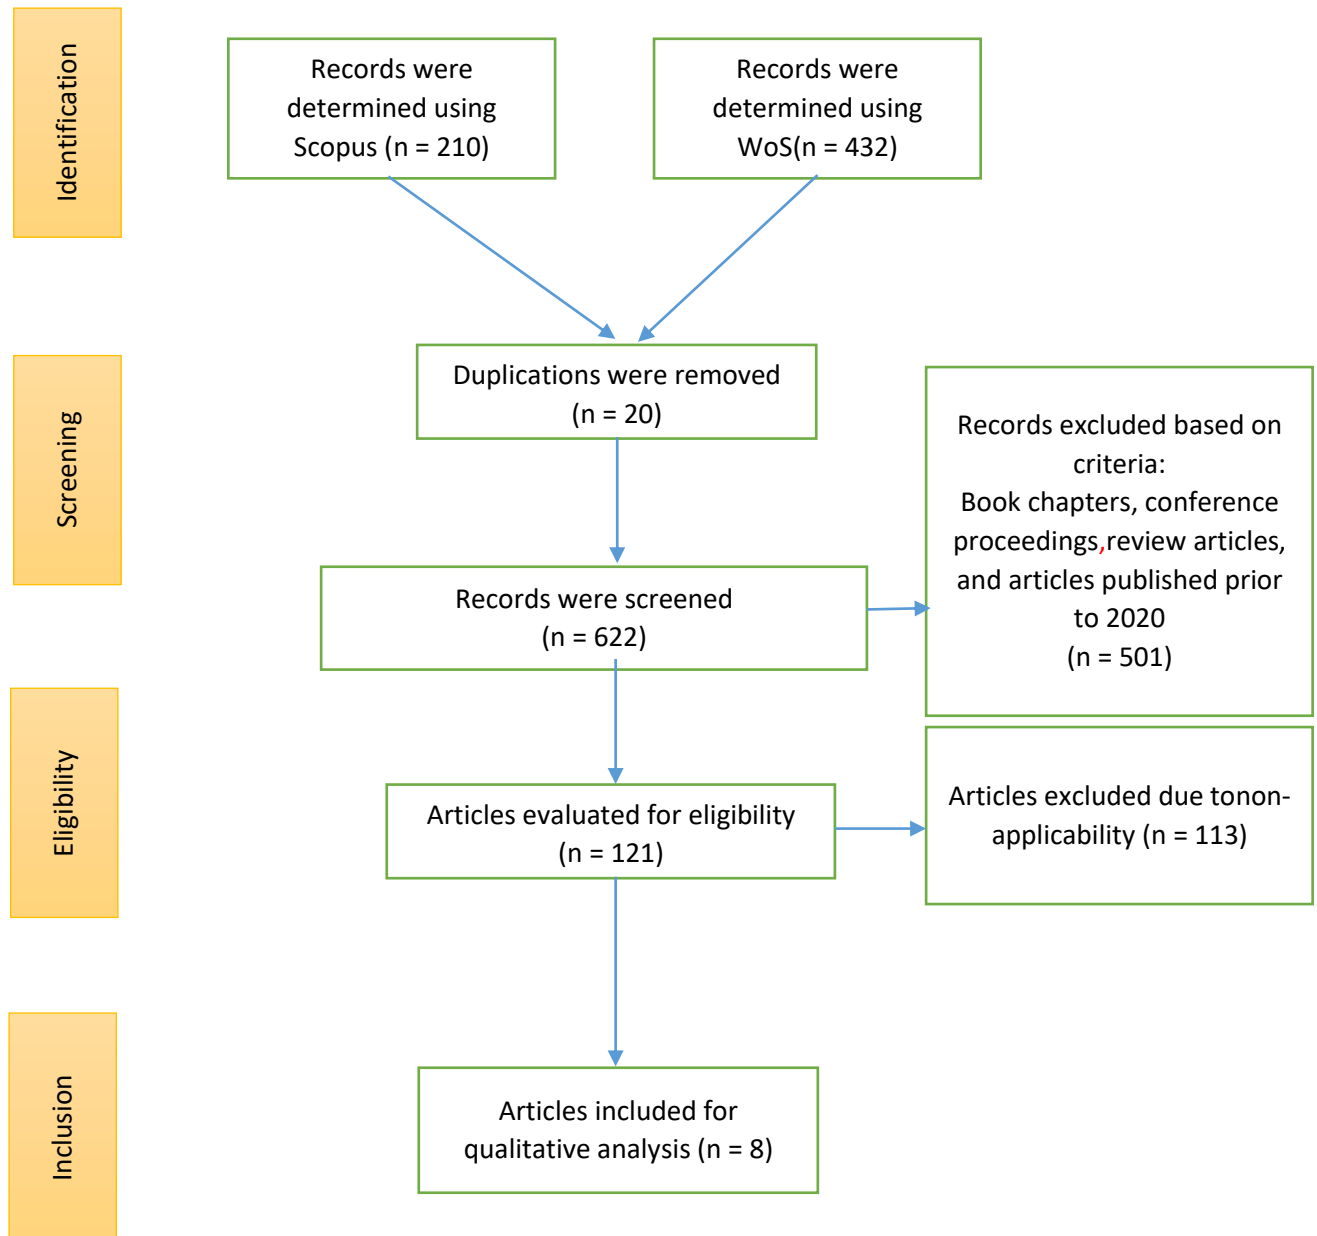 Identification
Records were
determined using
Scopus (n = 210)
Records were
determined using
WoS(n = 432)
Screening
Duplications were removed
(n = 20)
Records were screened
(n = 622)
Records excluded based on
criteria:
Book chapters, conference
proceedings,review articles,
and articles published prior
to 2020
(n = 501)
Eligibility
Articles evaluated for eligibility
(n = 121)
Articles excluded due tonon-
applicability (n = 113)
Inclusion
Articles included for
qualitative analysis (n = 8)